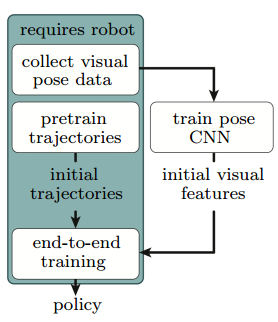 requires robot
collect visual
pose data
pretrain
trajectories
train pose
CNN
initial
trajectories
initial visual
features
end-to-end
training
policy